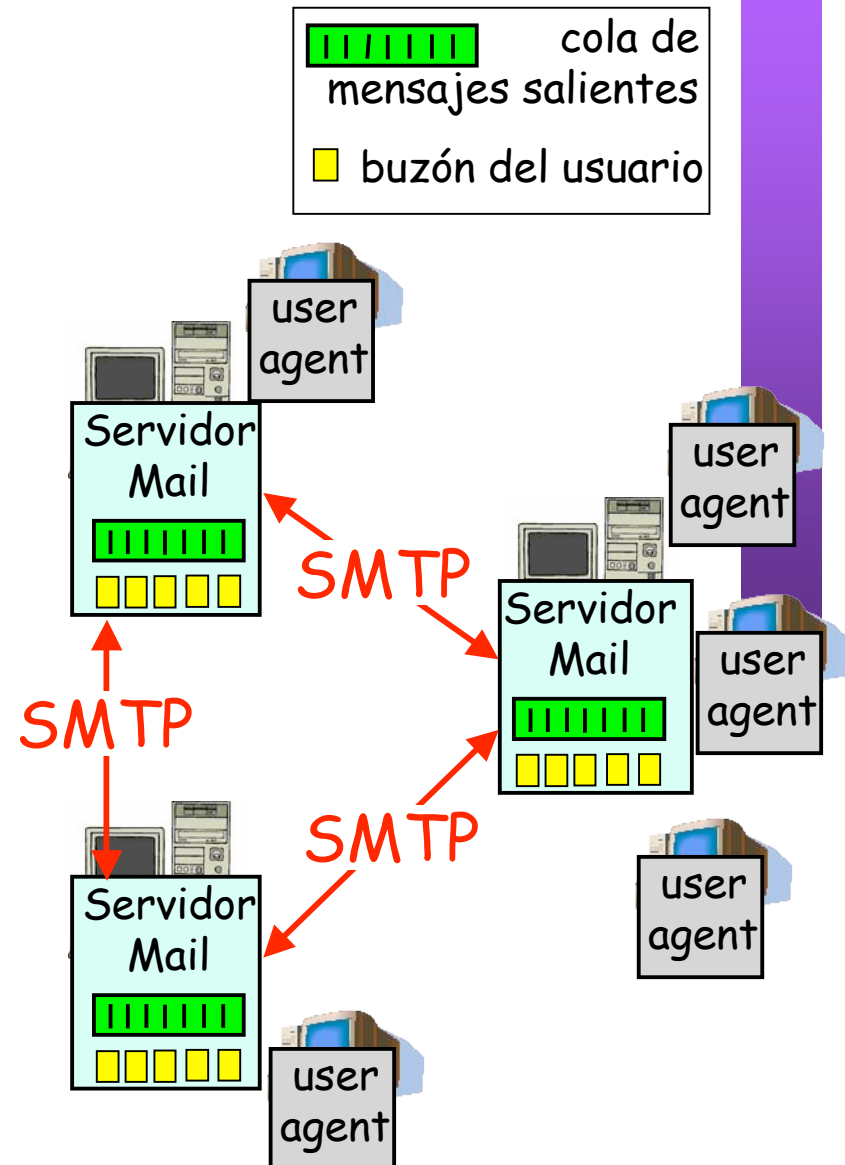 cola de
mensajes salientes
buzón del usuario
user
agent
Servidor
Mail
user
agent
SMTP
Servidor
Mail
user
agent
SMTP
SMTP
user
agent
Servidor
Mail
user
agent